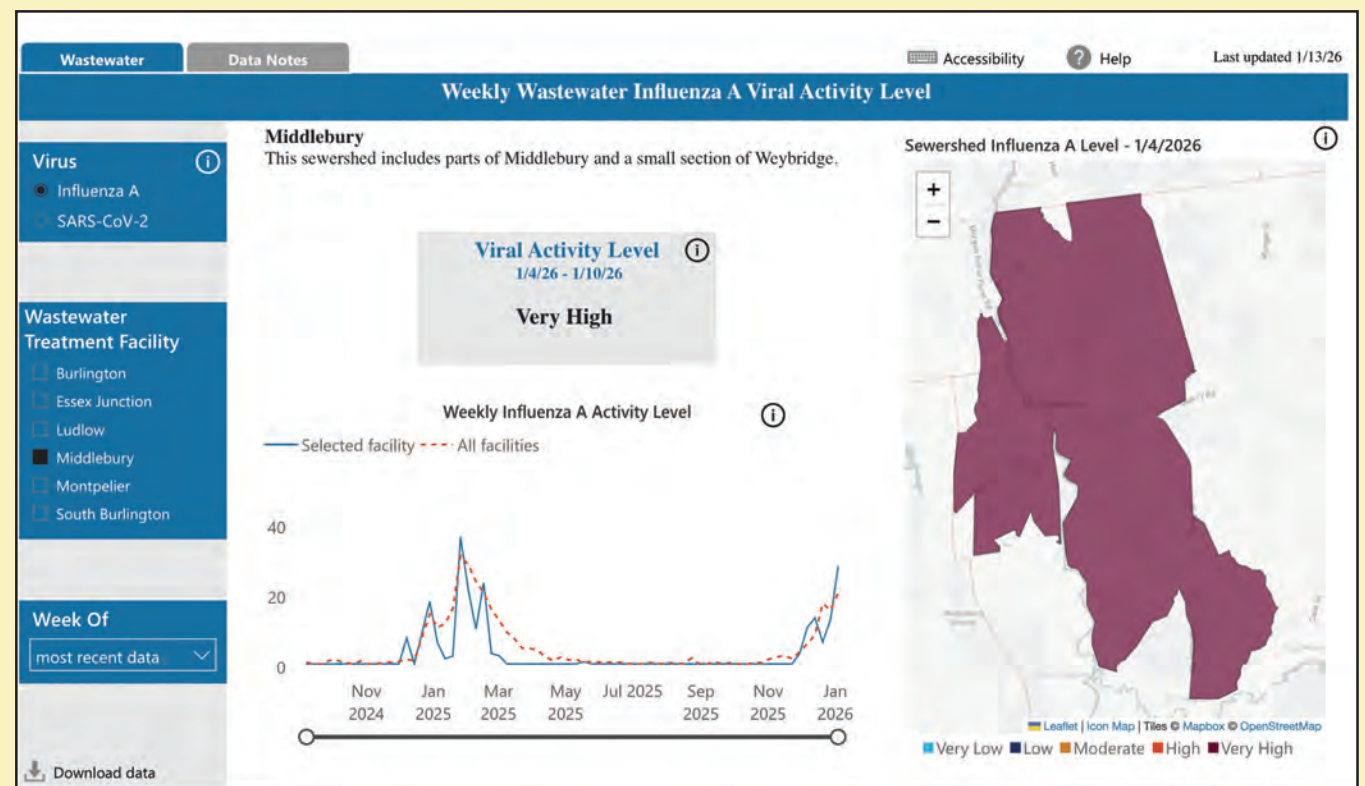 Wastewater
Data Notes
Accessibility
? Help
Last updated 1/13/26
Weekly Wastewater Influenza A Viral Activity Level
Virus
Influenza A
SARS-CoV-2
Wastewater
Treatment Facility
Burlington
Essex Junction
Ludlow
Middlebury
Montpelier
South Burlington
Week Of
most recent data
Download data
Middlebury
This sewershed includes parts of Middlebury and a small section of Weybridge.
Viral Activity Level
1/4/26 - 1/10/26
Very High
Weekly Influenza A Activity Level
Selected facility
All facilities
40
20
0
Nov 2024
Jan 2025
Mar 2025
May 2025
Jul 2025
Sep 2025
Nov 2025
Jan 2026
Sewershed Influenza A Level - 1/4/2026
+
−
Leaflet | Icon Map | Tiles © Mapbox © OpenStreetMap
Very Low Low Moderate High Very High